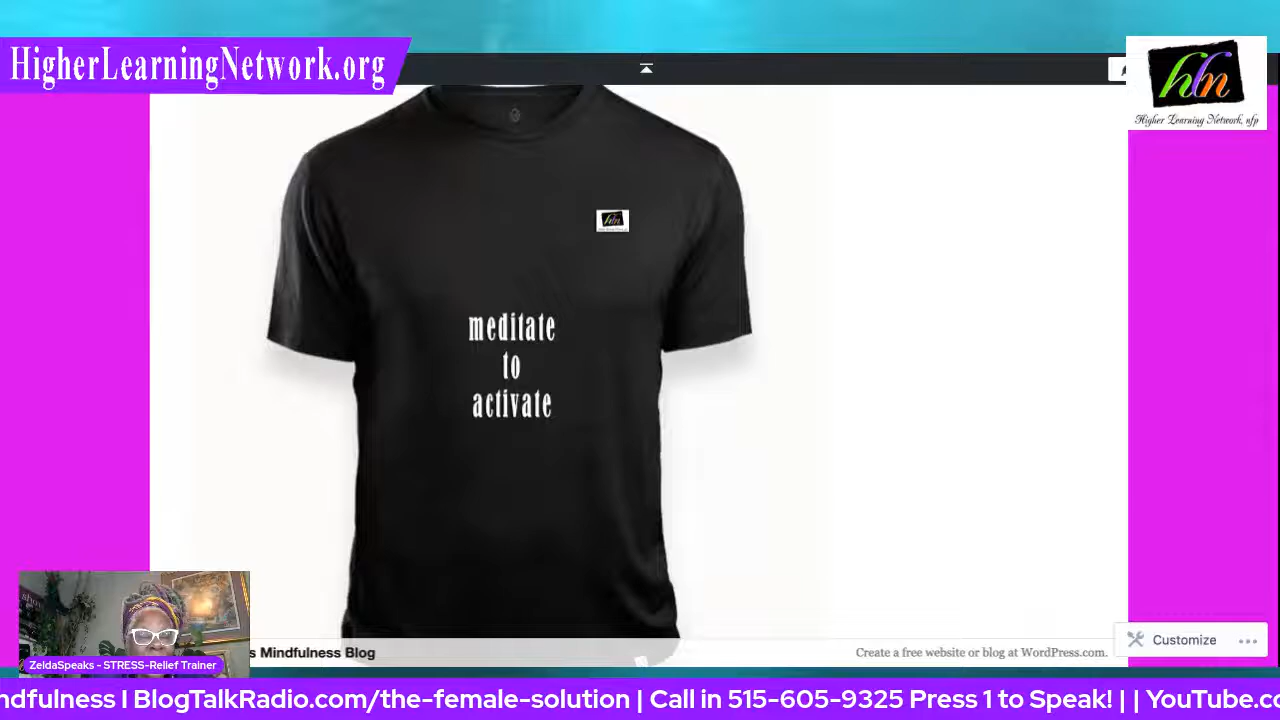 HigherLearningNetwork.org
hln
Higher Learning Network, nfp
hln
meditate
to
activate
ZeldaSpeaks - STRESS-Relief Trainer
s Mindfulness Blog
Create a free website or blog at WordPress.com.
Customize
ndfulness I BlogTalkRadio.com/the-female-solution | Call in 515-605-9325 Press 1 to Speak! | | YouTube.co